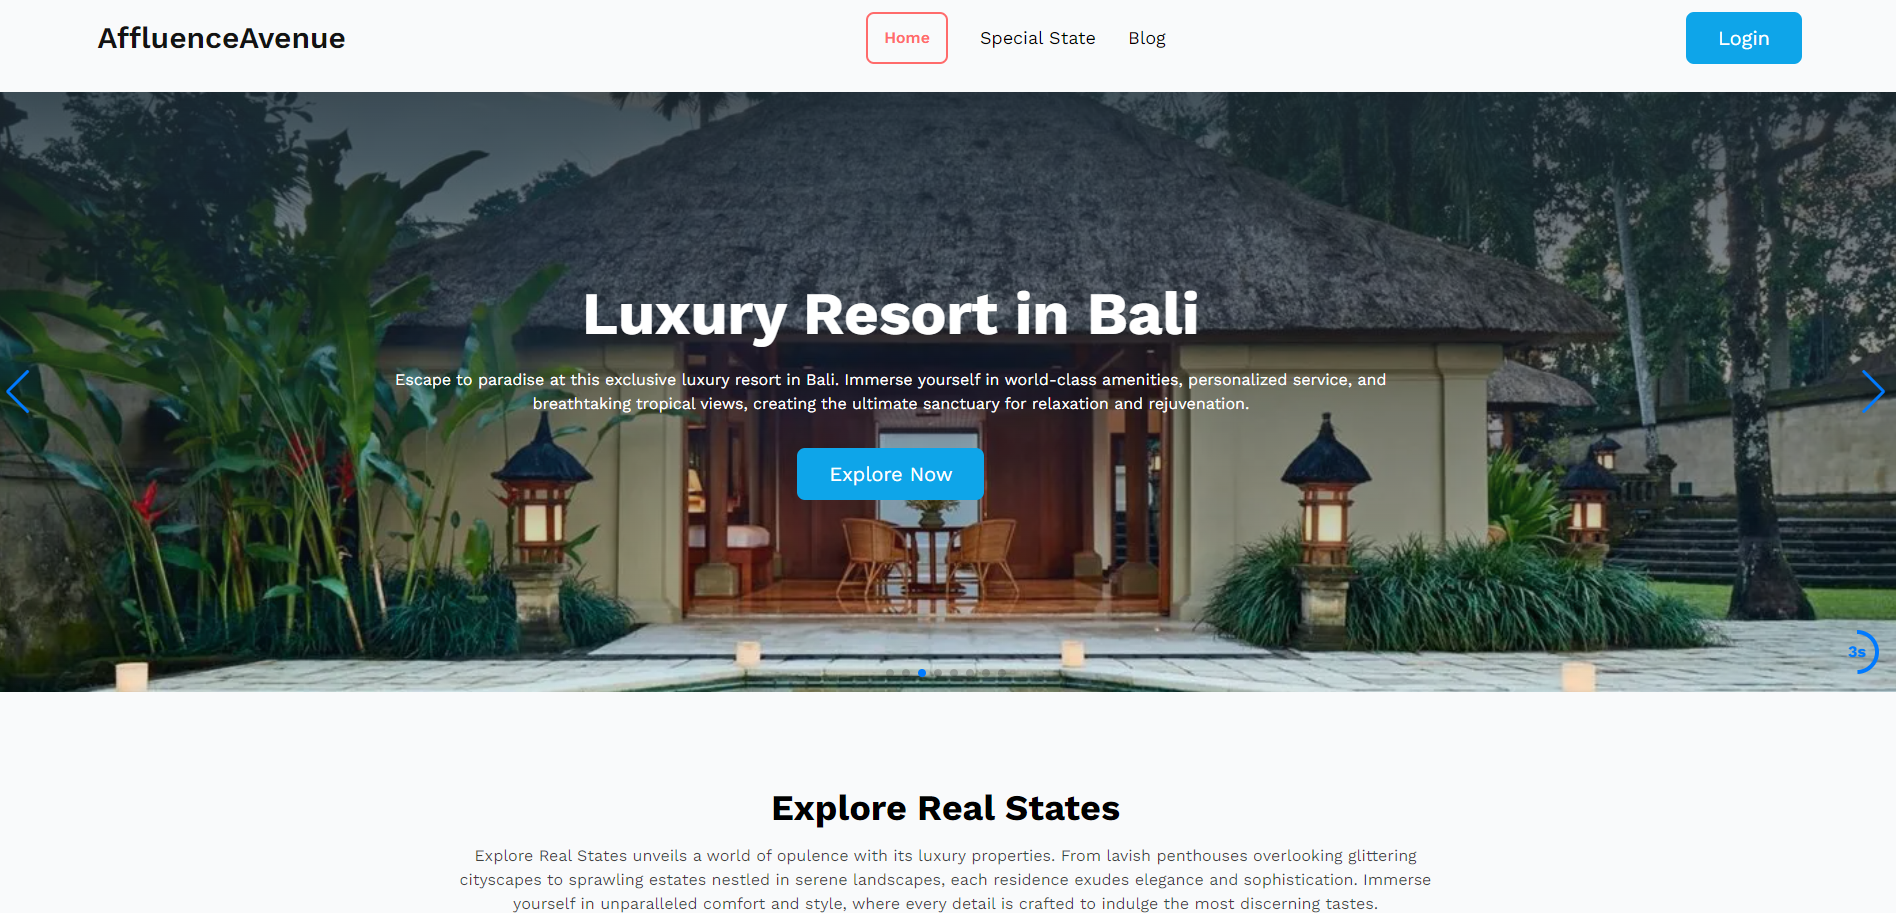 AffluenceAvenue
Home
Special State
Blog
Login
Luxury Resort in Bali
Escape to paradise at this exclusive luxury resort in Bali. Immerse yourself in world-class amenities, personalized service, and
breathtaking tropical views, creating the ultimate sanctuary for relaxation and rejuvenation.
Explore Now
3s
Explore Real States
Explore Real States unveils a world of opulence with its luxury properties. From lavish penthouses overlooking glittering
cityscapes to sprawling estates nestled in serene landscapes, each residence exudes elegance and sophistication. Immerse
yourself in unparalleled comfort and style, where every detail is crafted to indulge the most discerning tastes.